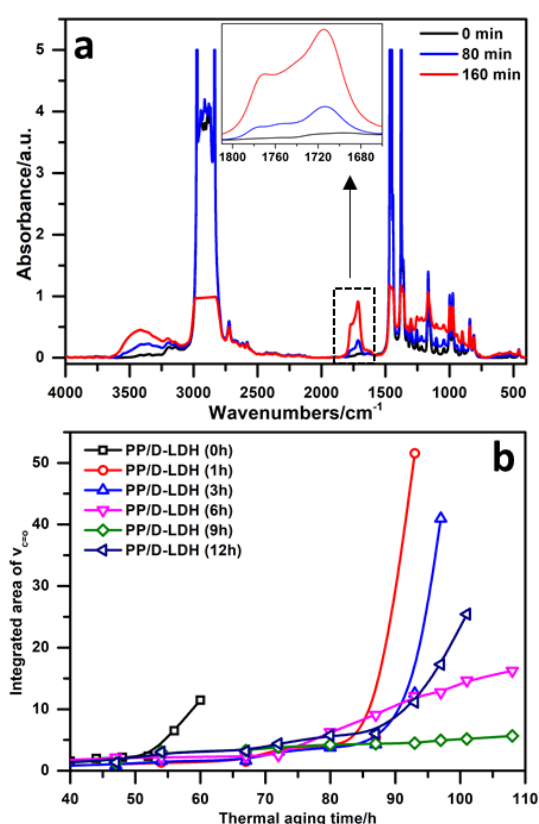 a
0 min
80 min
160 min
1800 1760 1720 1680
Absorbance/a.u.
5
4
3
2
1
0
4000 3500 3000 2500 2000 1500 1000 500
Wavenumbers/cm⁻¹
b
PP/D-LDH (0h)
PP/D-LDH (1h)
PP/D-LDH (3h)
PP/D-LDH (6h)
PP/D-LDH (9h)
PP/D-LDH (12h)
Integrated area of νc=o
50
40
30
20
10
0
40 50 60 70 80 90 100 110
Thermal aging time/h